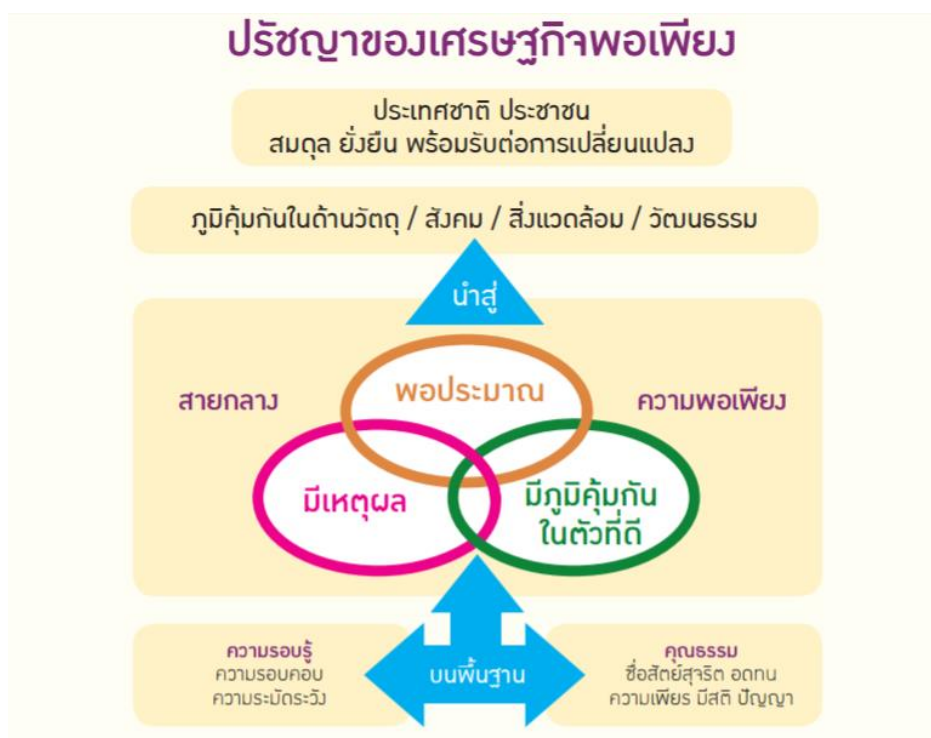 ปรัชญาของเศรษฐกิจพอเพียง
ประเทศชาติ ประชาชน
สมดุล ยั่งยืน พร้อมรับต่อการเปลี่ยนแปลง
ภูมิคุ้มกันในด้านวัตถุ / สังคม / สิ่งแวดล้อม / วัฒนธรรม
นำสู่
สายกลาง
พอประมาณ
ความพอเพียง
มีเหตุผล
มีภูมิคุ้มกัน
ในตัวที่ดี
ความรอบรู้
ความรอบคอบ
ความระมัดระวัง
บนพื้นฐาน
คุณธรรม
ซื่อสัตย์สุจริต อดทน
ความเพียร มีสติ ปัญญา